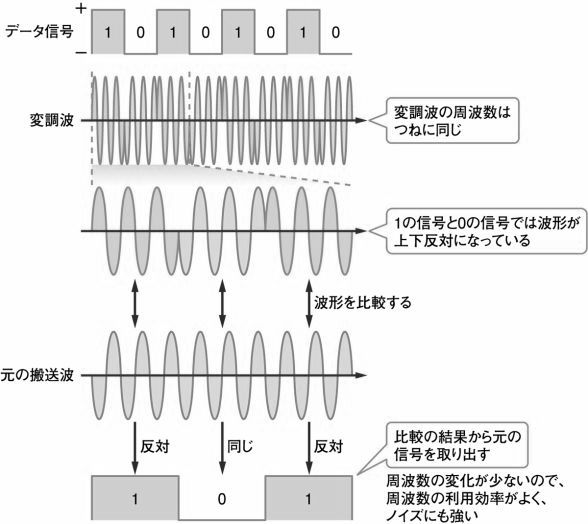 +
データ信号
1 0 1 0 1 0 1 0
−
変調波
変調波の周波数は
つねに同じ
1の信号と0の信号では波形が
上下反対になっている
波形を比較する
元の搬送波
反対 同じ 反対
比較の結果から元の
信号を取り出す
1 0 1
周波数の変化が少ないので、
周波数の利用効率がよく、
ノイズにも強い